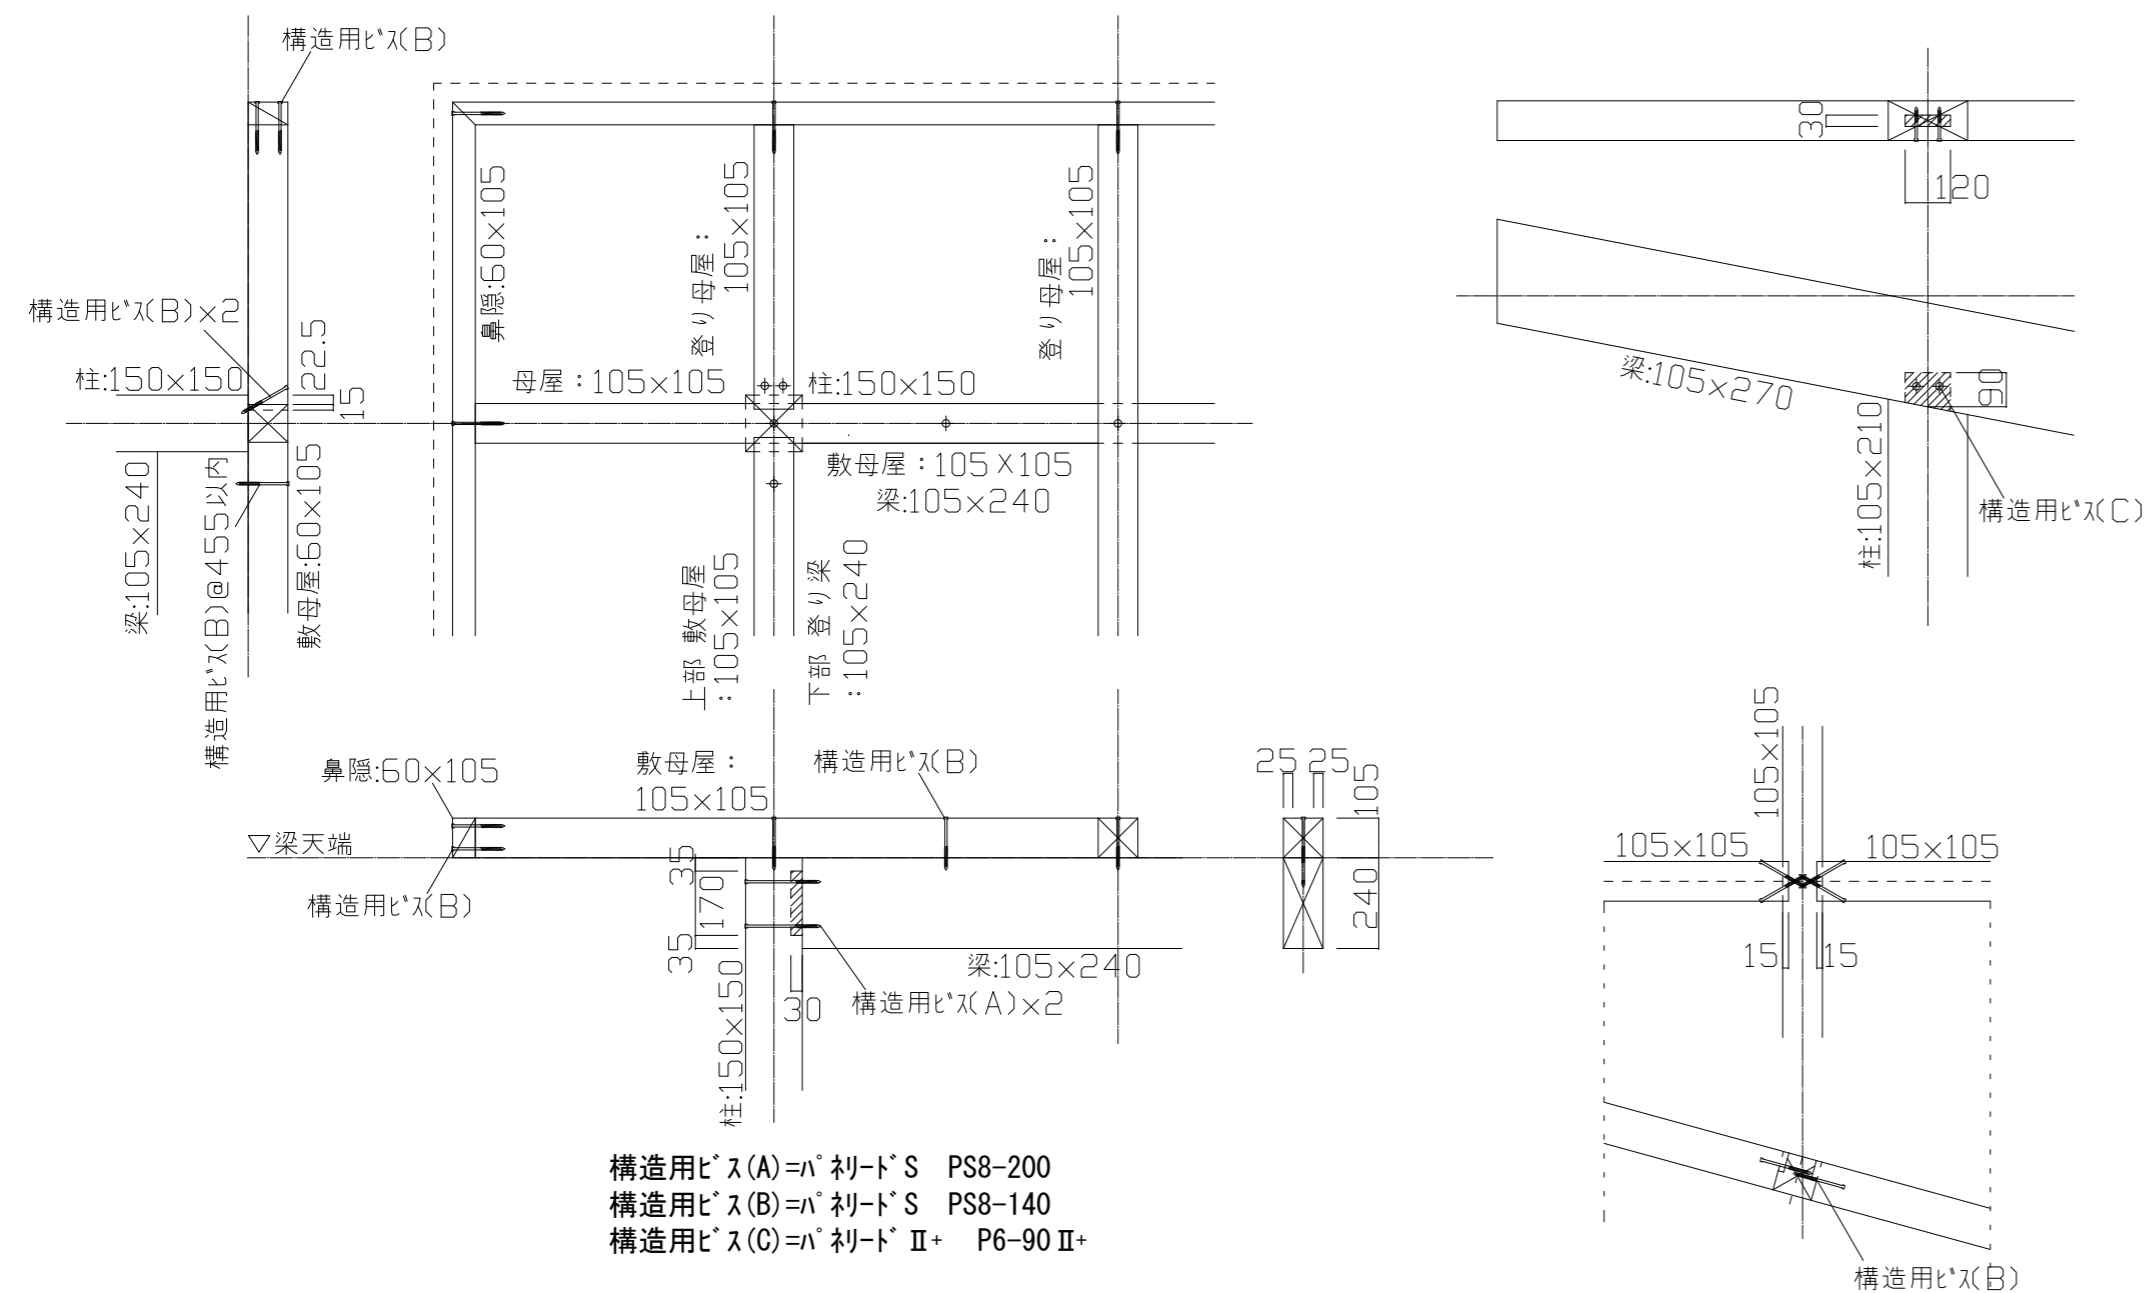 構造用ﾋﾞｽ(B)
構造用ﾋﾞｽ(B)×2
柱:150×150
22.5
15
梁:105×240
構造用ﾋﾞｽ(B)@455以内
敷母屋:60×105
鼻隠:60×105
登り母屋:
105×105
登り母屋:
105×105
母屋:105×105
柱:150×150
敷母屋:105×105
梁:105×240
上部 敷母屋
:105×105
下部 登り梁
:105×240
30
120
梁:105×270
90
柱:105×210
構造用ﾋﾞｽ(C)
鼻隠:60×105
敷母屋:
105×105
構造用ﾋﾞｽ(B)
▽梁天端
構造用ﾋﾞｽ(B)
35
170
35
柱:150×150
30
梁:105×240
構造用ﾋﾞｽ(A)×2
25
25
105
240
105×105
105×105
105×105
15
15
構造用ﾋﾞｽ(B)
構造用ﾋﾞｽ(A)=ﾊﾟﾈﾘｰﾄﾞS PS8-200
構造用ﾋﾞｽ(B)=ﾊﾟﾈﾘｰﾄﾞS PS8-140
構造用ﾋﾞｽ(C)=ﾊﾟﾈﾘｰﾄﾞⅡ+ P6-90Ⅱ+